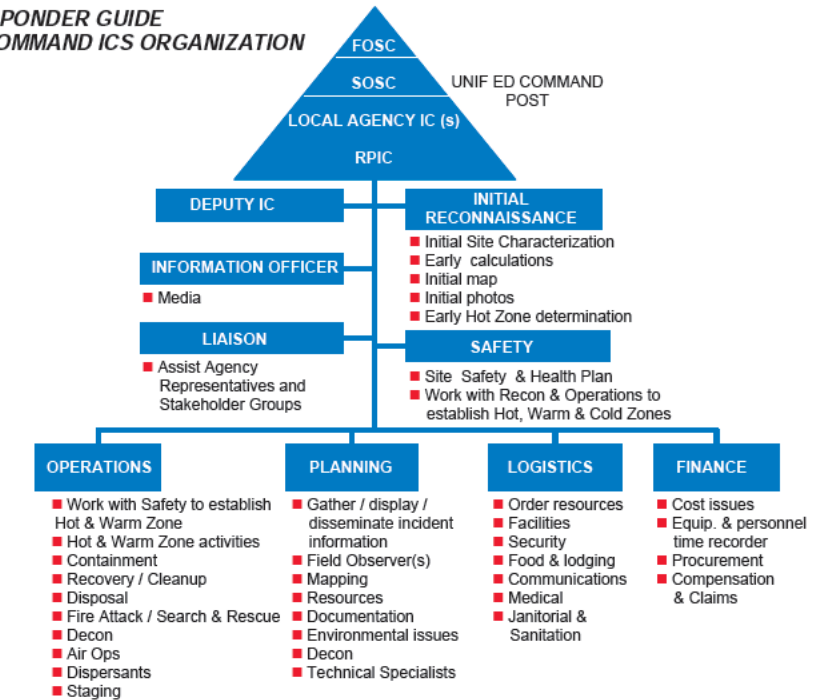 PONDER GUIDE
OMMAND ICS ORGANIZATION
FOSC
SOSC
LOCAL AGENCY IC (s)
RPIC
UNIF ED COMMAND
POST
DEPUTY IC
INITIAL
RECONNAISSANCE
Initial Site Characterization
Early calculations
Initial map
Initial photos
Early Hot Zone determination
INFORMATION OFFICER
Media
LIAISON
Assist Agency
Representatives and
Stakeholder Groups
SAFETY
Site Safety & Health Plan
Work with Recon & Operations to
establish Hot, Warm & Cold Zones
OPERATIONS
Work with Safety to establish
Hot & Warm Zone
Hot & Warm Zone activities
Containment
Recovery / Cleanup
Disposal
Fire Attack / Search & Rescue
Decon
Air Ops
Dispersants
Staging
PLANNING
Gather / display /
disseminate incident
information
Field Observer(s)
Mapping
Resources
Documentation
Environmental issues
Decon
Technical Specialists
LOGISTICS
Order resources
Facilities
Security
Food & lodging
Communications
Medical
Janitorial &
Sanitation
FINANCE
Cost issues
Equip. & personnel
time recorder
Procurement
Compensation
& Claims